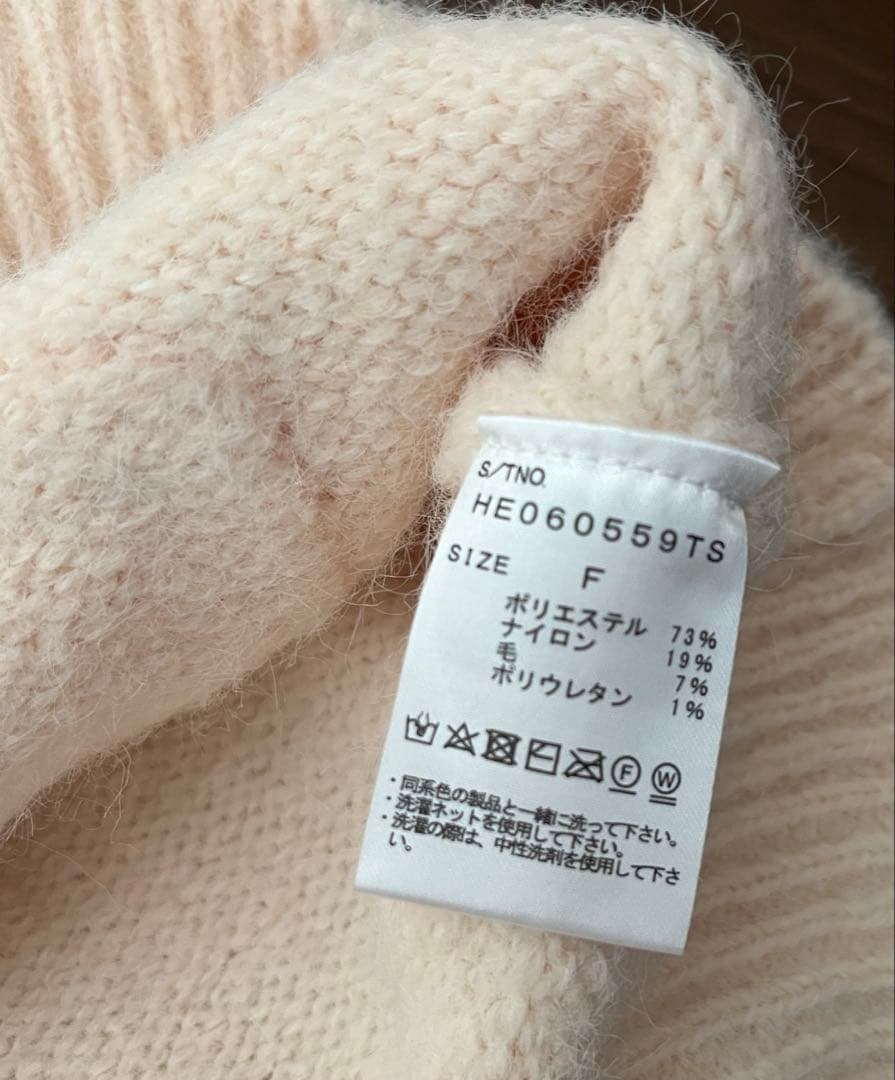 S/TNO.
HE060559TS
SIZE F
ポリエステル 73%
ナイロン 19%
毛 7%
ポリウレタン 1%
F W
・同系色の製品と一緒に洗って下さい。
・洗濯ネットを使用して下さい。
・洗濯の際は、中性洗剤を使用して下さ
い。